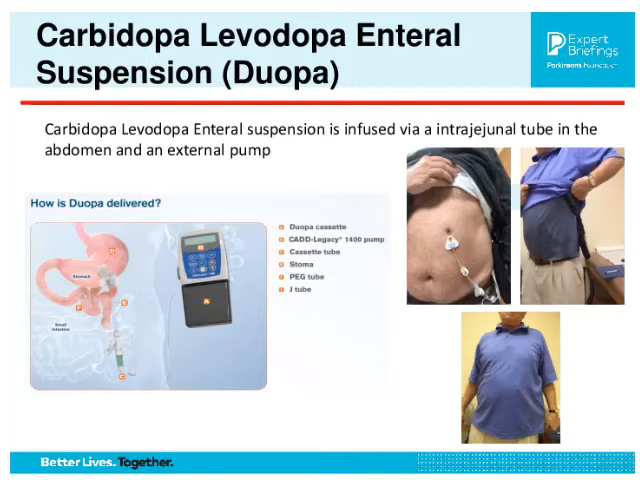 Carbidopa Levodopa Enteral
Suspension (Duopa)
Expert
Briefings
Parkinson's Foundation
Carbidopa Levodopa Enteral suspension is infused via a intrajejunal tube in the
abdomen and an external pump
How is Duopa delivered?
Duopa cassette
CADD-Legacy® 1400 pump
Cassette tube
Stoma
PEG tube
J tube
Stomach
Small
intestine
A
Better Lives. Together.